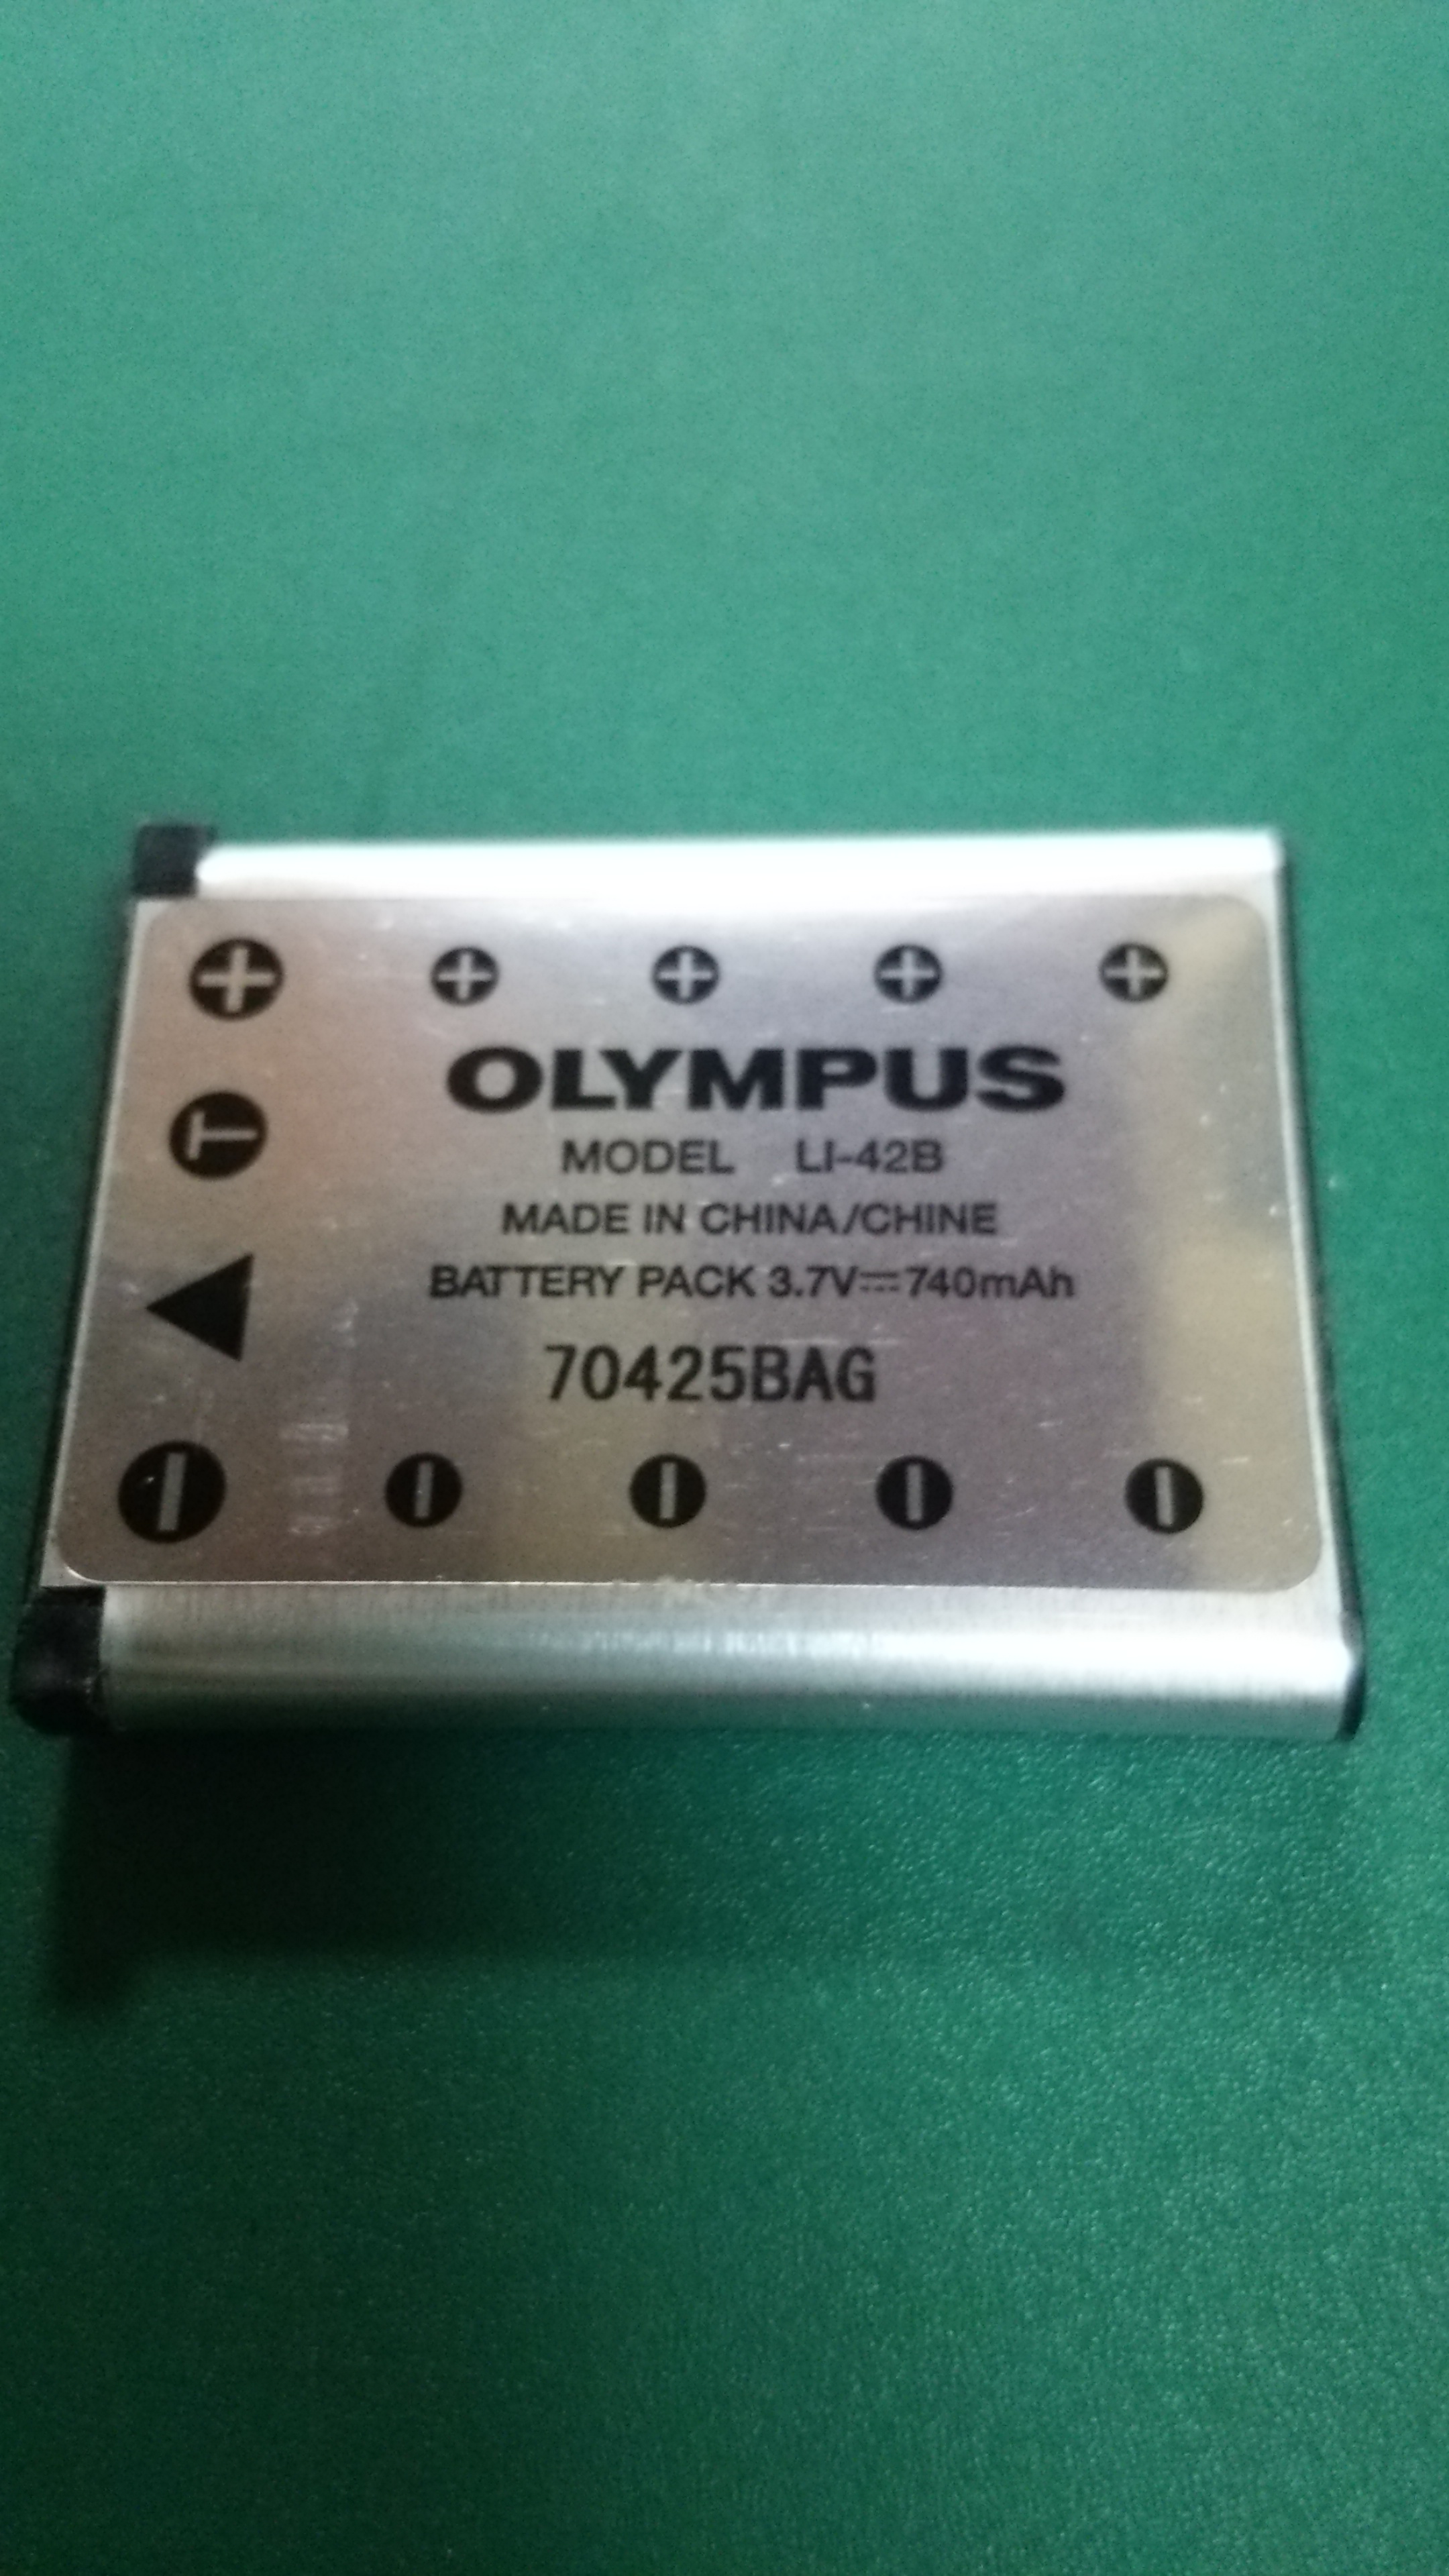 OLYMPUS
MODEL LI-42B
MADE IN CHINA/CHINE
BATTERY PACK 3.7V⎓740mAh
70425BAG
T